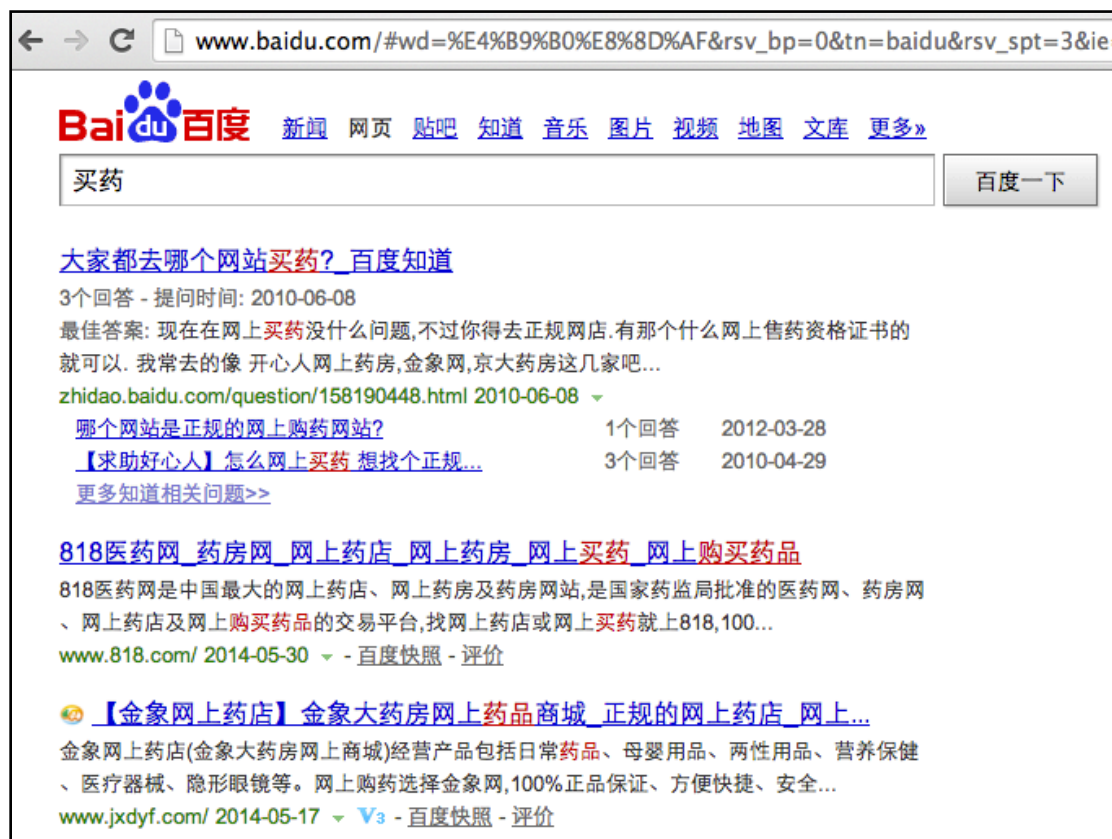 www.baidu.com/#wd=%E4%B9%B0%E8%8D%AF&rsv_bp=0&tn=baidu&rsv_spt=3&ie=
Baidu百度 新闻 网页 贴吧 知道 音乐 图片 视频 地图 文库 更多»
买药 百度一下
大家都去哪个网站买药?_百度知道
3个回答 - 提问时间: 2010-06-08
最佳答案: 现在在网上买药没什么问题,不过你得去正规网店.有那个什么网上售药资格证书的
就可以. 我常去的像 开心人网上药房,金象网,京大药房这几家吧...
zhidao.baidu.com/question/158190448.html 2010-06-08
哪个网站是正规的网上购药网站? 1个回答 2012-03-28
【求助好心人】怎么网上买药 想找个正规... 3个回答 2010-04-29
更多知道相关问题>>
818医药网_药房网_网上药店_网上药房_网上买药_网上购买药品
818医药网是中国最大的网上药店、网上药房及药房网站,是国家药监局批准的医药网、药房网
、网上药店及网上购买药品的交易平台,找网上药店或网上买药就上818,100...
www.818.com/ 2014-05-30 - 百度快照 - 评价
【金象网上药店】金象大药房网上药品商城_正规的网上药店_网上...
金象网上药店(金象大药房网上商城)经营产品包括日常药品、母婴用品、两性用品、营养保健
、医疗器械、隐形眼镜等。网上购药选择金象网,100%正品保证、方便快捷、安全...
www.jxdyf.com/ 2014-05-17 V3 - 百度快照 - 评价